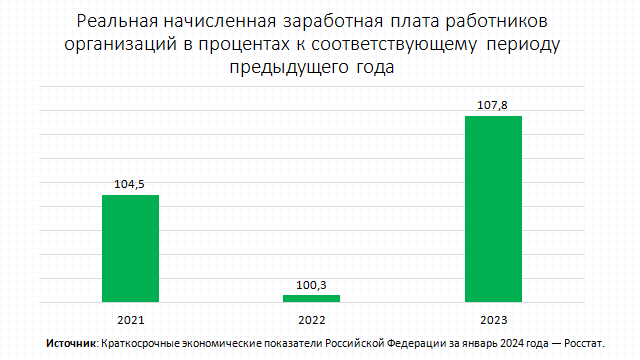 Реальная начисленная заработная плата работников
организаций в процентах к соответствующему периоду
предыдущего года
107,8
104,5
100,3
2021 2022 2023
Источник: Краткосрочные экономические показатели Российской Федерации за январь 2024 года — Росстат.